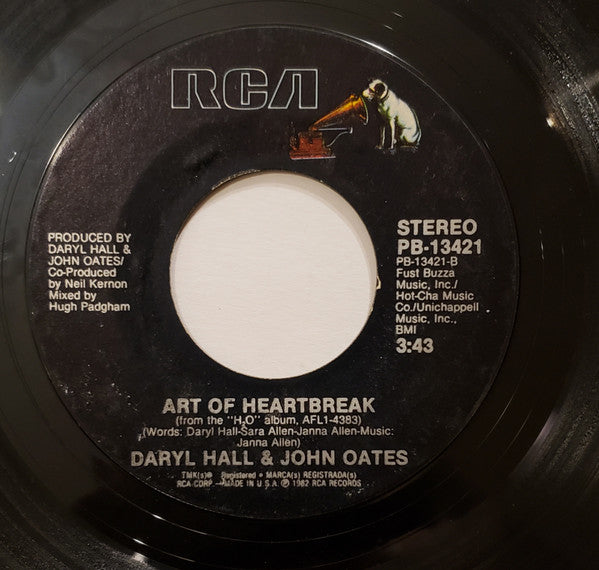 RCA
PRODUCED BY
DARYL HALL &
JOHN OATES/
Co-Produced
by Neil Kernon
Mixed by
Hugh Padgham
STEREO
PB-13421
PB-13421-B
Fust Buzza
Music, Inc./
Hot-Cha Music
Co./Unichappell
Music, Inc.,
BMI
3:43
ART OF HEARTBREAK
(from the "H₂O" album, AFL1-4383)
(Words: Daryl Hall-Sara Allen-Janna Allen-Music:
Janna Allen)
DARYL HALL & JOHN OATES
TMK(s)® Registered • MARCA(s) REGISTRADA(s)
RCA CORP.—MADE IN U.S.A. ℗ 1982 RCA RECORDS